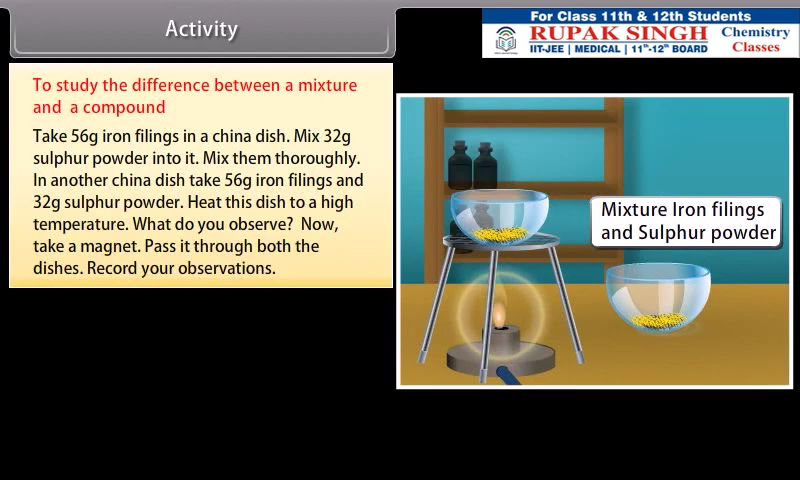 Activity
For Class 11th & 12th Students
RUPAK SINGH
IIT-JEE | MEDICAL | 11th-12th BOARD
Chemistry
Classes
To study the difference between a mixture
and a compound
Take 56g iron filings in a china dish. Mix 32g
sulphur powder into it. Mix them thoroughly.
In another china dish take 56g iron filings and
32g sulphur powder. Heat this dish to a high
temperature. What do you observe? Now,
take a magnet. Pass it through both the
dishes. Record your observations.
Mixture Iron filings
and Sulphur powder